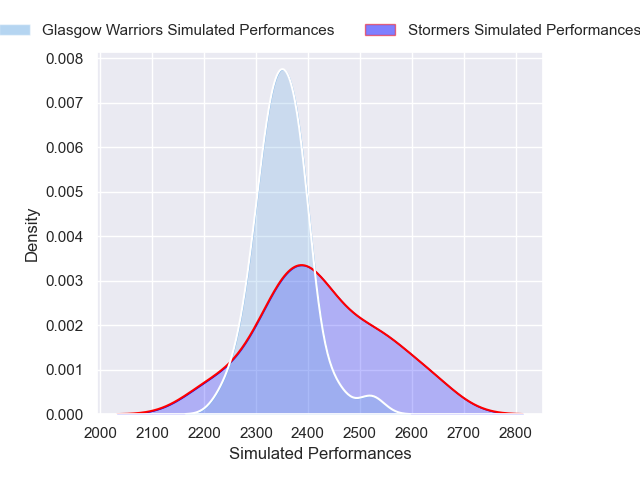 Glasgow Warriors Simulated Performances
Stormers Simulated Performances
0.008
0.007
0.006
0.005
0.004
0.003
0.002
0.001
0.000
Density
2000 2100 2200 2300 2400 2500 2600 2700 2800
Simulated Performances